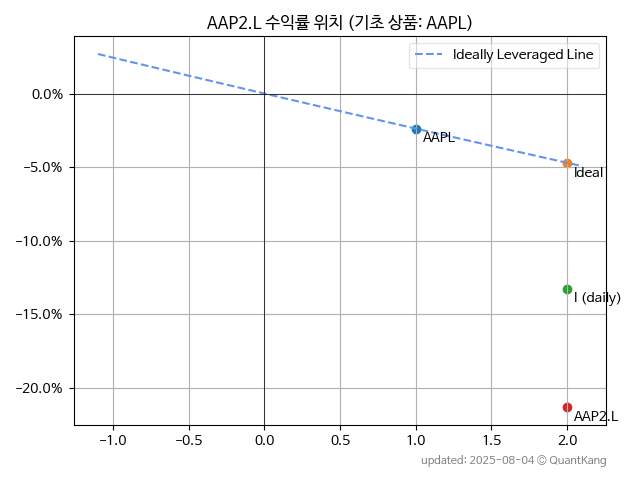 AAP2.L 수익률 위치 (기초 상품: AAPL)
Ideally Leveraged Line
0.0%
AAPL
−5.0%
Ideal
−10.0%
I (daily)
−15.0%
−20.0%
AAP2.L
−1.0 −0.5 0.0 0.5 1.0 1.5 2.0
updated: 2025-08-04 © QuantKang